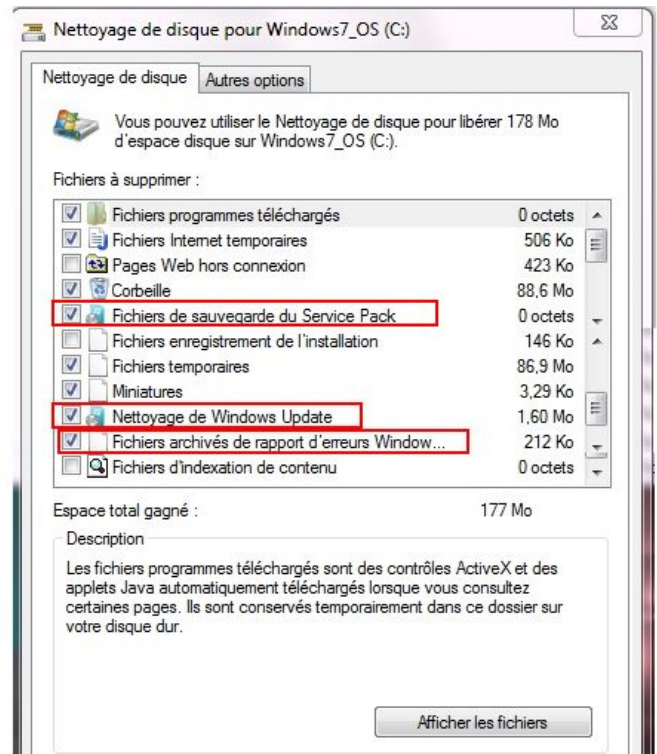 Nettoyage de disque pour Windows7_OS (C:)
Nettoyage de disque
Autres options
Vous pouvez utiliser le Nettoyage de disque pour libérer 178 Mo
d'espace disque sur Windows7_OS (C:).
Fichiers à supprimer :
Fichiers programmes téléchargés 0 octets
Fichiers Internet temporaires 506 Ko
Pages Web hors connexion 423 Ko
Corbeille 88,6 Mo
Fichiers de sauvegarde du Service Pack 0 octets
Fichiers enregistrement de l'installation 146 Ko
Fichiers temporaires 86,9 Mo
Miniatures 3,29 Ko
Nettoyage de Windows Update 1,60 Mo
Fichiers archivés de rapport d'erreurs Window... 212 Ko
Fichiers d'indexation de contenu 0 octets
Espace total gagné : 177 Mo
Description
Les fichiers programmes téléchargés sont des contrôles ActiveX et des
applets Java automatiquement téléchargés lorsque vous consultez
certaines pages. Ils sont conservés temporairement dans ce dossier sur
votre disque dur.
Afficher les fichiers